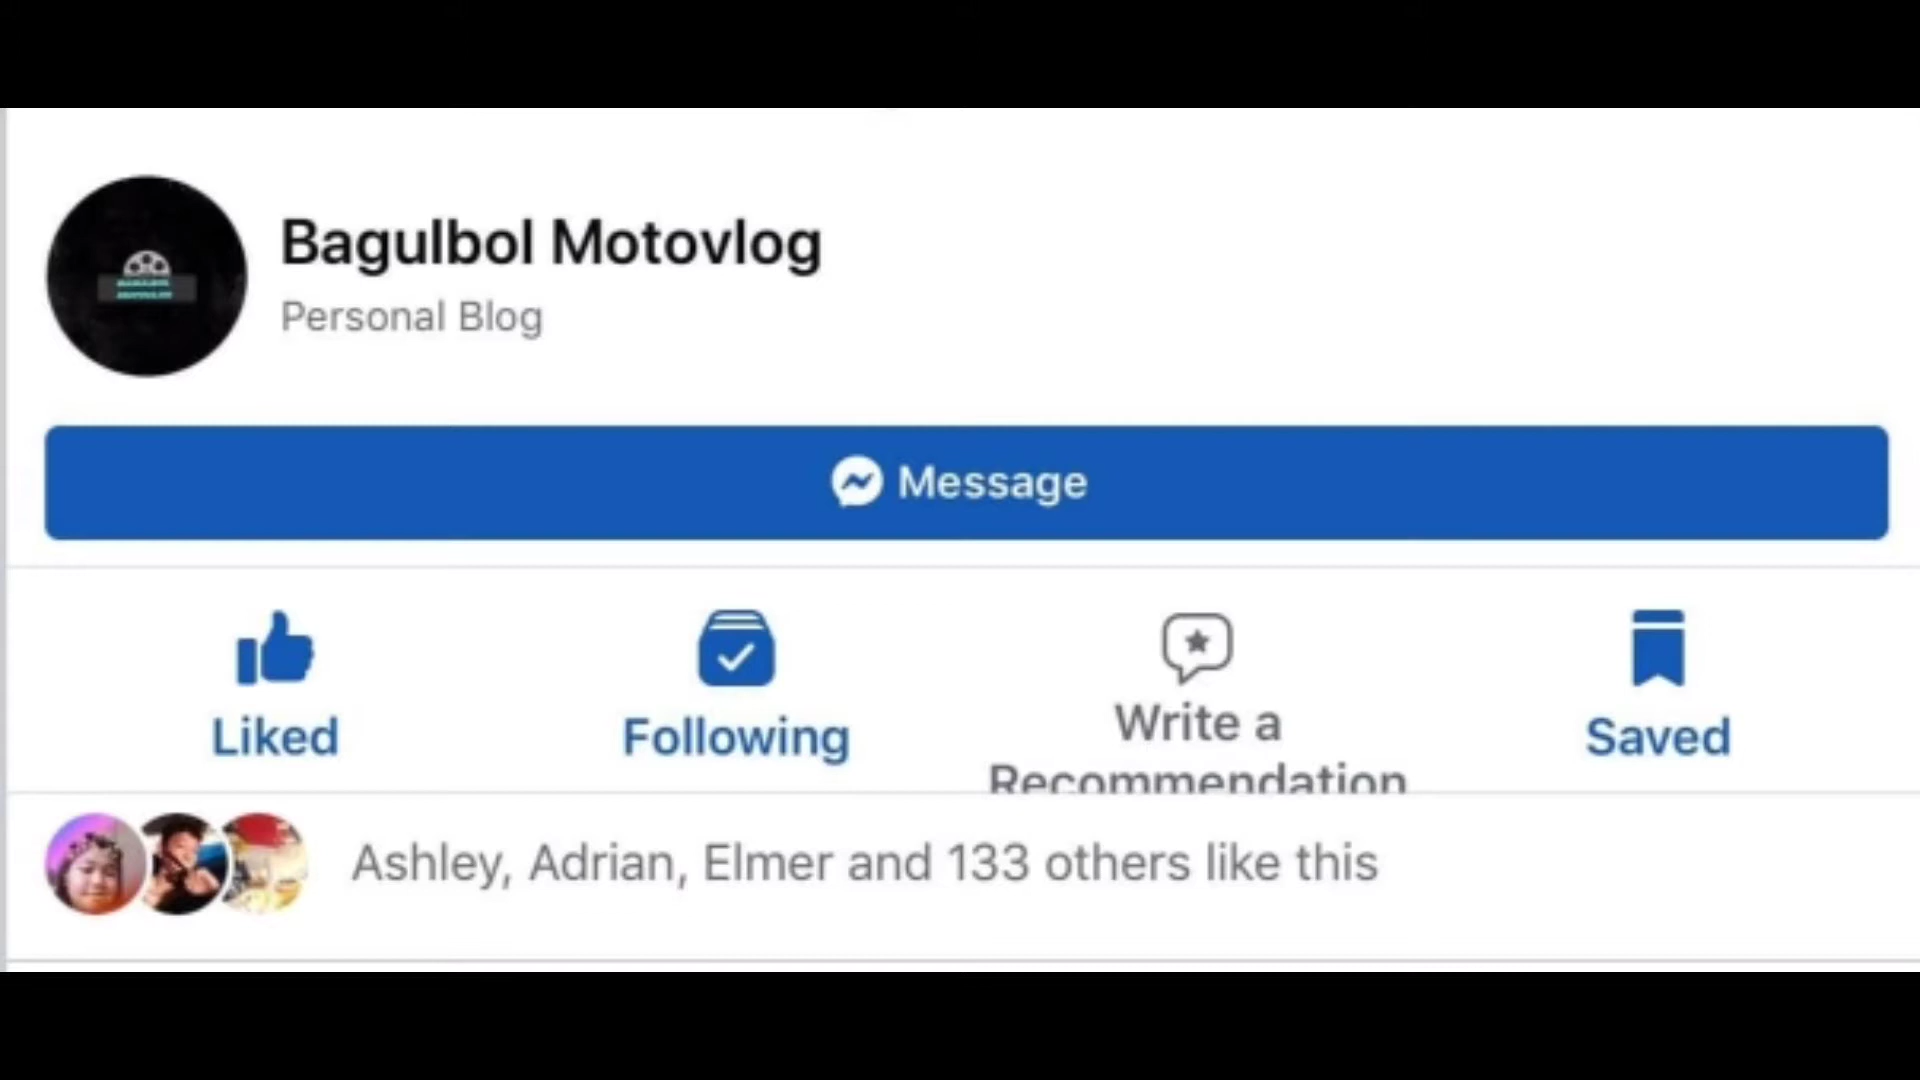 Bagulbol Motovlog
Personal Blog
Message
Liked
Following
Write a
Recommendation
Saved
Ashley, Adrian, Elmer and 133 others like this